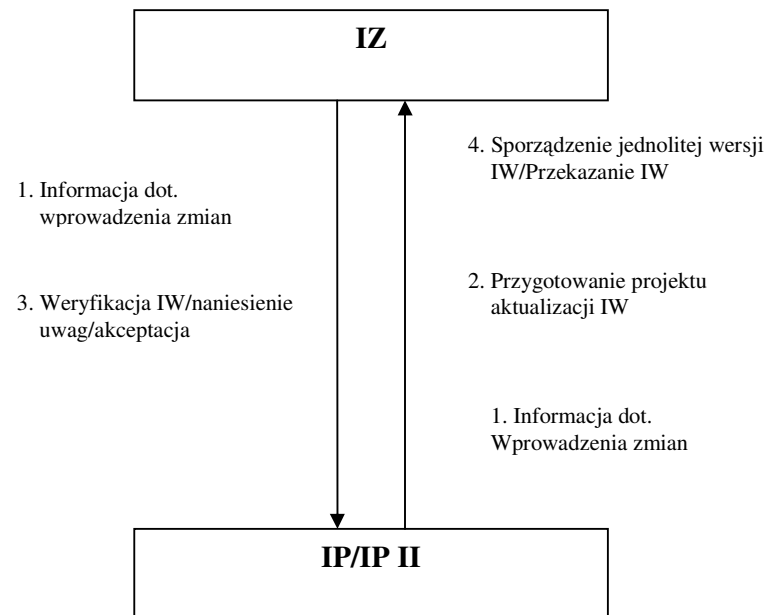 IZ
1. Informacja dot.
wprowadzenia zmian
3. Weryfikacja IW/naniesienie
uwag/akceptacja
4. Sporządzenie jednolitej wersji
IW/Przekazanie IW
2. Przygotowanie projektu
aktualizacji IW
1. Informacja dot.
Wprowadzenia zmian
IP/IP II